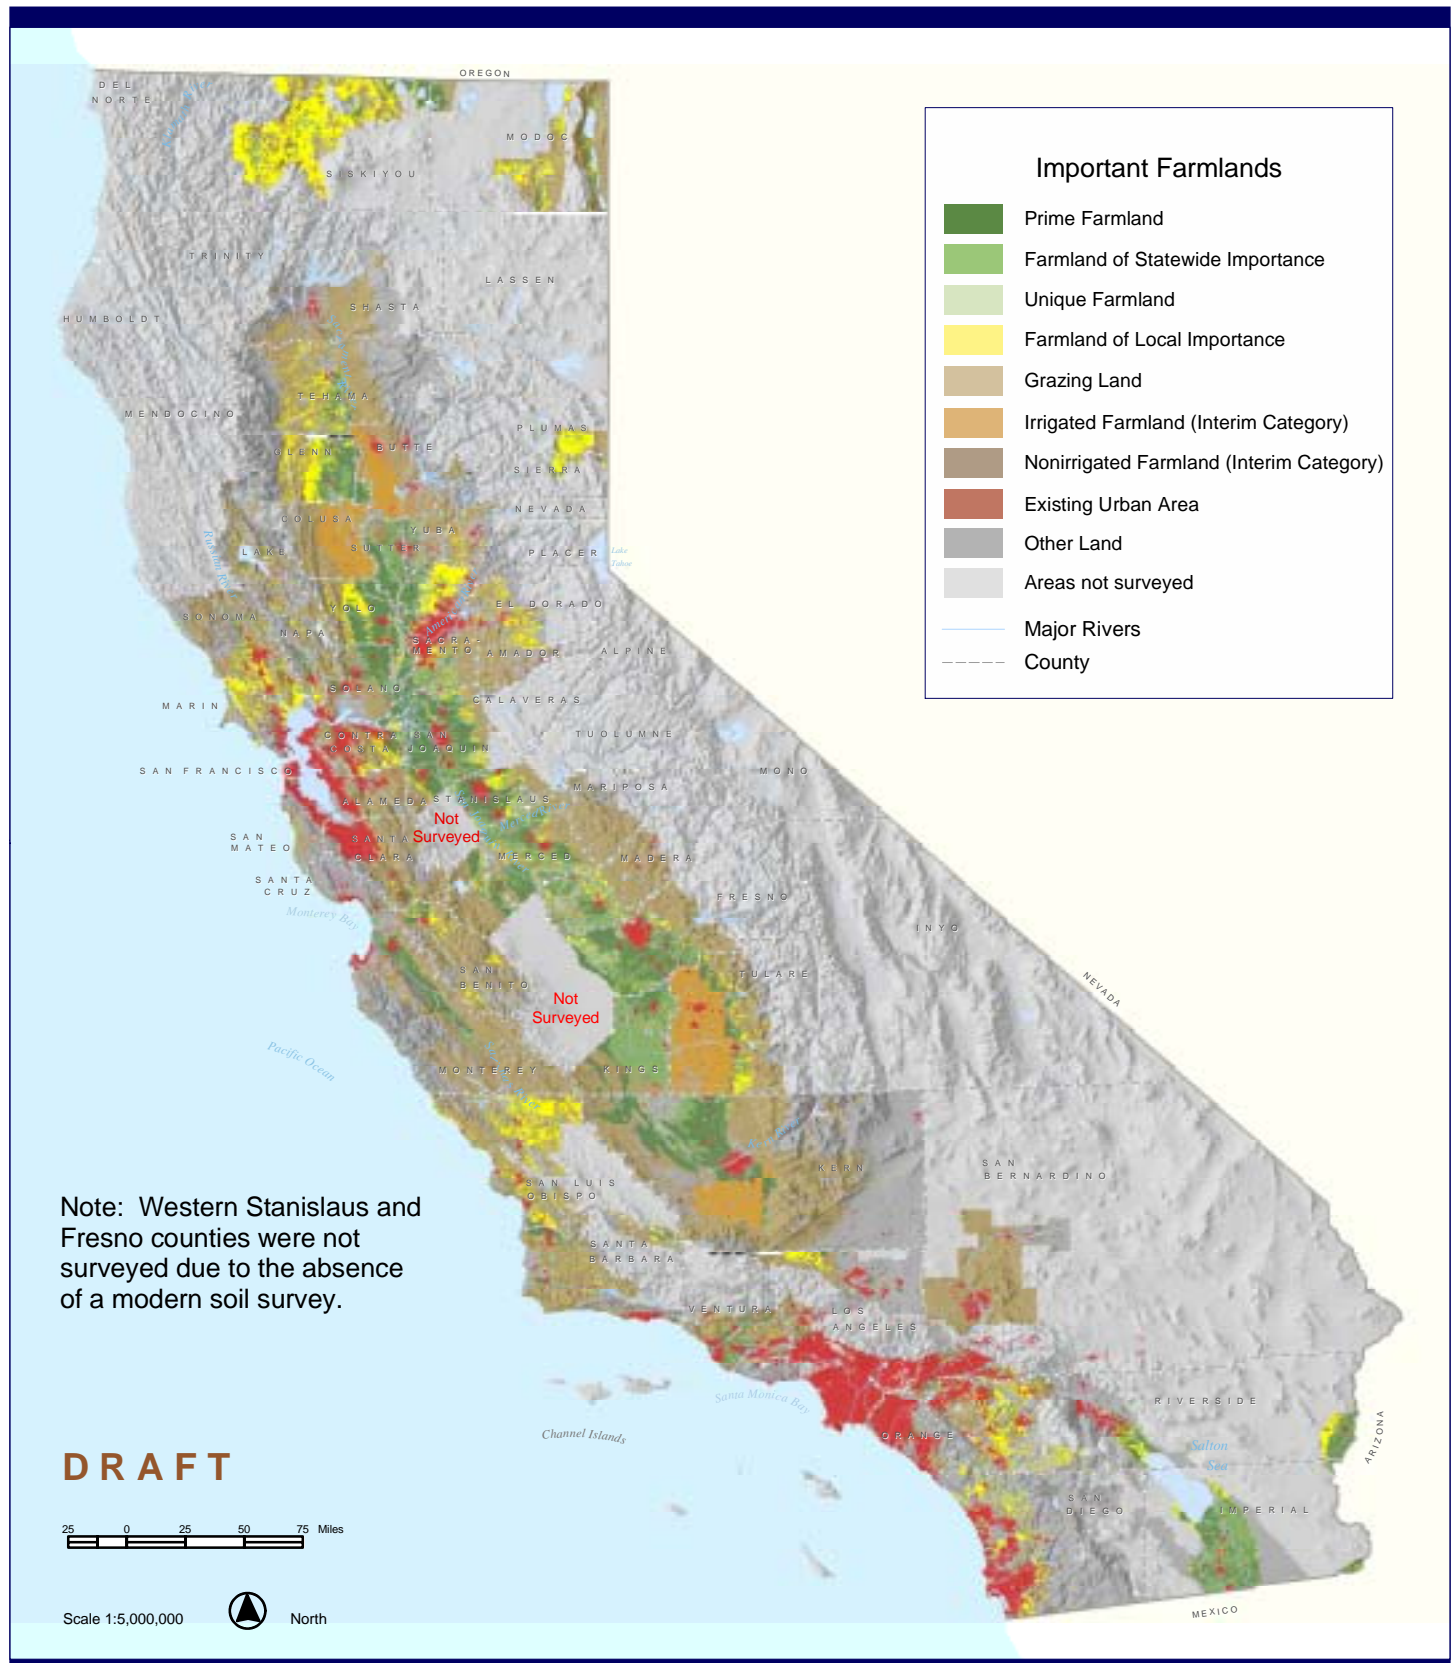 OREGON
DEL
NORTE
MODOC
SISKIYOU
TRINITY
LASSEN
SHASTA
HUMBOLDT
TEHAMA
MENDOCINO
PLUMAS
BUTTE
GLENN
SIERRA
NEVADA
COLUSA
YUBA
SUTTER
LAKE
PLACER
Lake
Tahoe
EL DORADO
YOLO
SONOMA
NAPA
SACRA-
MENTO
AMADOR
ALPINE
SOLANO
CALAVERAS
MARIN
CONTRA
COSTA
SAN
JOAQUIN
TUOLUMNE
SAN FRANCISCO
MONO
MARIPOSA
ALAMEDA
STANISLAUS
Not
Surveyed
SAN
MATEO
SANTA
CLARA
MERCED
MADERA
SANTA
CRUZ
FRESNO
Monterey Bay
INYO
SAN
BENITO
TULARE
NEVADA
Not
Surveyed
Pacific Ocean
MONTEREY
KINGS
KERN
SAN
BERNARDINO
SAN LUIS
OBISPO
SANTA
BARBARA
VENTURA
LOS
ANGELES
Santa Monica Bay
Channel Islands
ORANGE
RIVERSIDE
ARIZONA
Salton
Sea
SAN
DIEGO
IMPERIAL
MEXICO
Important Farmlands
Prime Farmland
Farmland of Statewide Importance
Unique Farmland
Farmland of Local Importance
Grazing Land
Irrigated Farmland (Interim Category)
Nonirrigated Farmland (Interim Category)
Existing Urban Area
Other Land
Areas not surveyed
Major Rivers
County
Note: Western Stanislaus and
Fresno counties were not
surveyed due to the absence
of a modern soil survey.
DRAFT
25 0 25 50 75 Miles
Scale 1:5,000,000
North